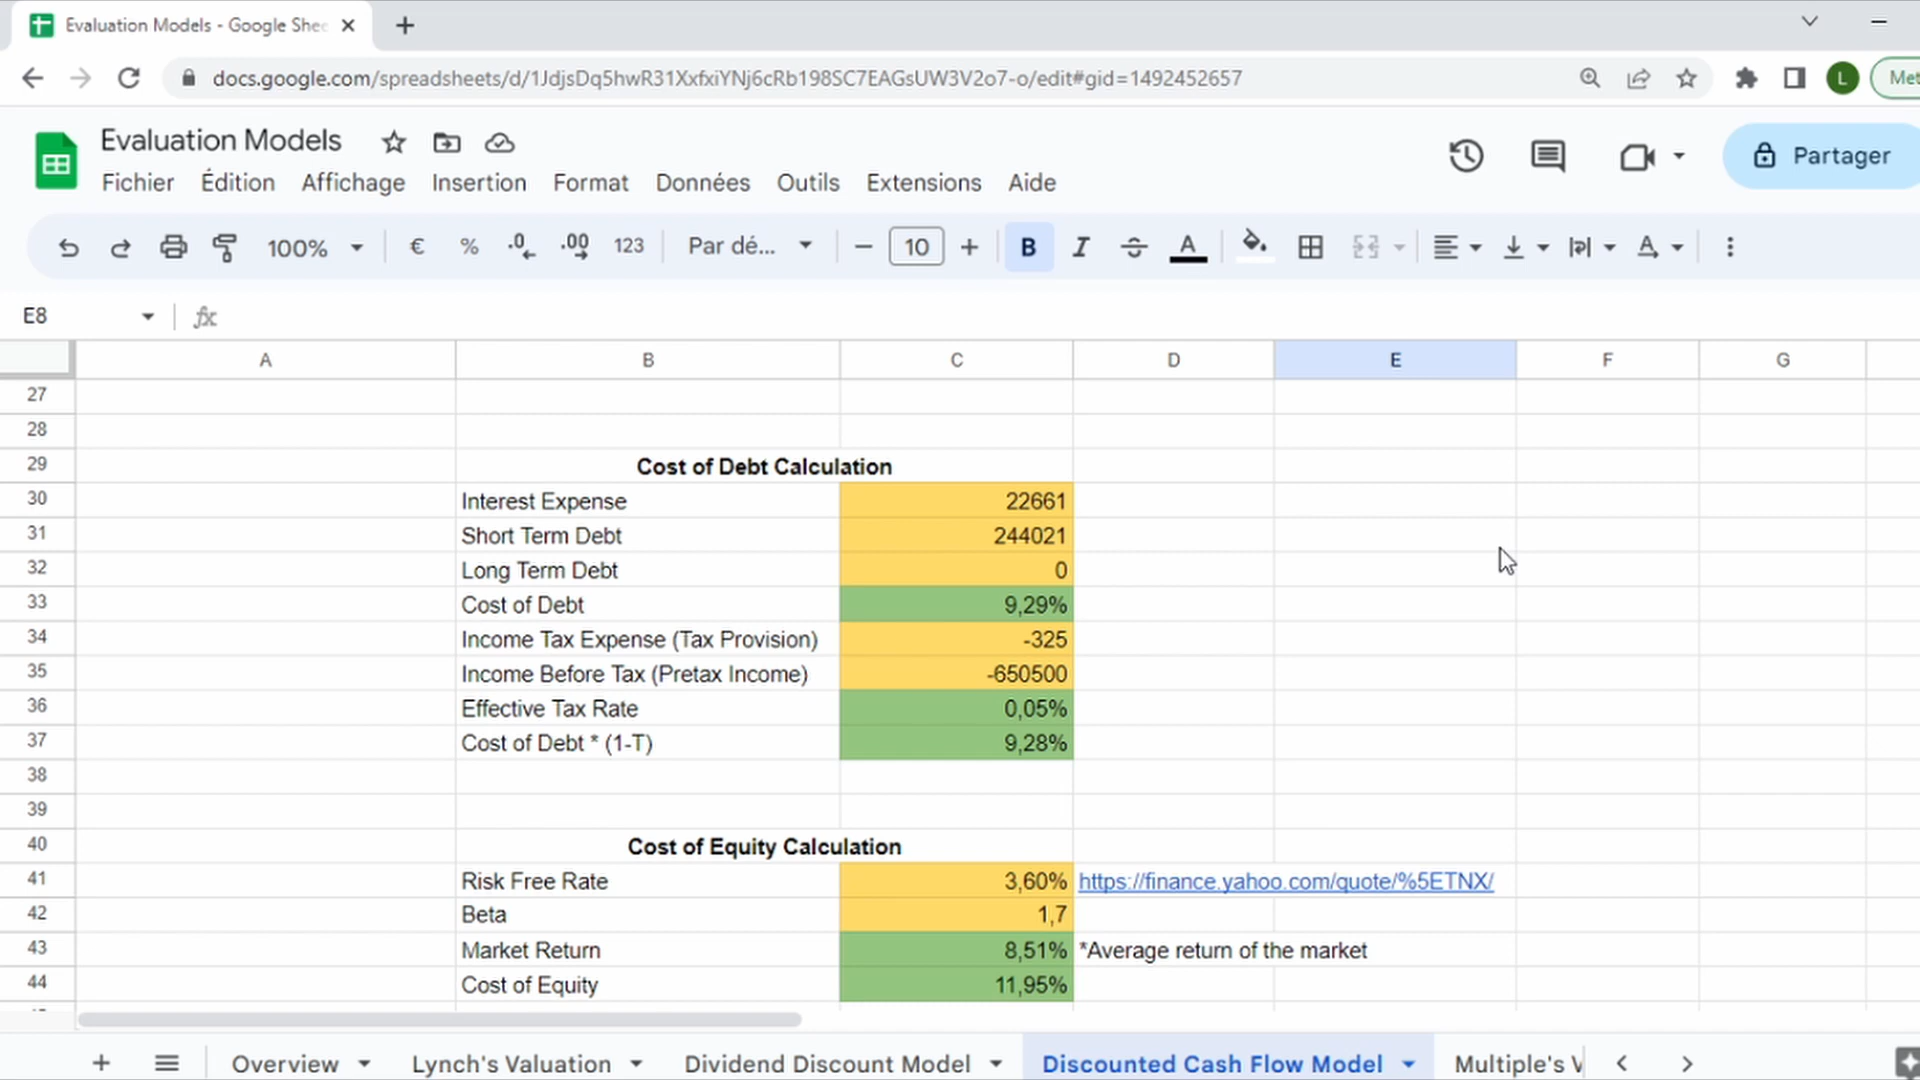 Evaluation Models - Google Shee
docs.google.com/spreadsheets/d/1JdjsDq5hwR31XxfxiYNj6cRb198SC7EAGsUW3V2o7-o/edit#gid=1492452657
L
Met
Evaluation Models
Fichier Édition Affichage Insertion Format Données Outils Extensions Aide
Partager
100% € % .0 .00 123 Par dé... − 10 + B I S A A
E8 fx
A B C D E F G
27
28
29 Cost of Debt Calculation
30 Interest Expense 22661
31 Short Term Debt 244021
32 Long Term Debt 0
33 Cost of Debt 9,29%
34 Income Tax Expense (Tax Provision) -325
35 Income Before Tax (Pretax Income) -650500
36 Effective Tax Rate 0,05%
37 Cost of Debt * (1-T) 9,28%
38
39
40 Cost of Equity Calculation
41 Risk Free Rate 3,60% https://finance.yahoo.com/quote/%5ETNX/
42 Beta 1,7
43 Market Return 8,51% *Average return of the market
44 Cost of Equity 11,95%
+ Overview Lynch's Valuation Dividend Discount Model Discounted Cash Flow Model Multiple's V